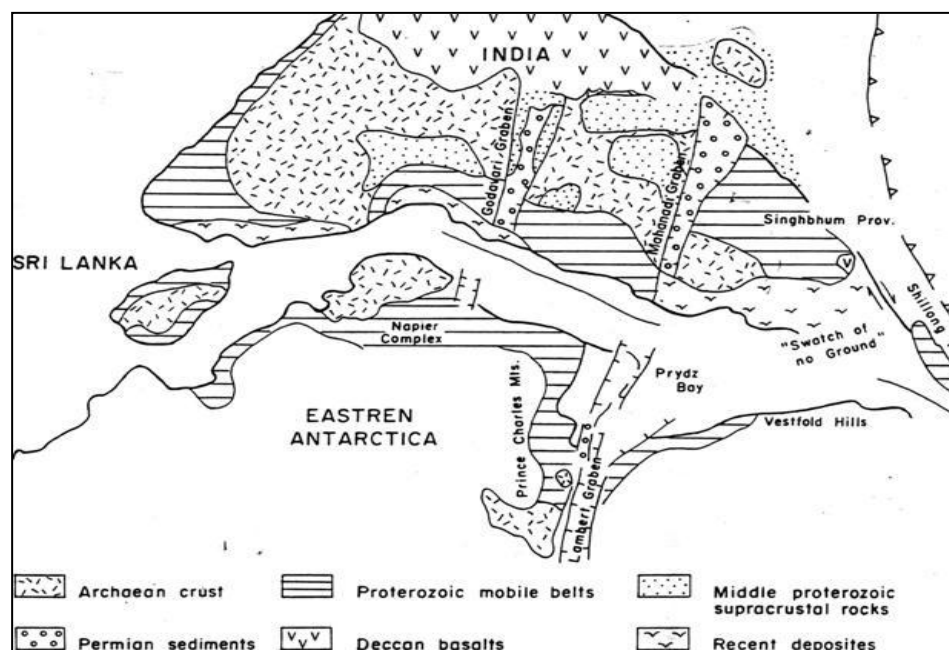 INDIA
Godavari Graben
Mahanadi Graben
Singhbhum Prov.
SRI LANKA
Shillong
"Swatch of
no Ground"
Napier
Complex
Prydz
Bay
Prince Charles Mts.
EASTREN
ANTARCTICA
Vestfold Hills
Lambert Graben
Archaean crust
Proterozoic mobile belts
Middle proterozoic
supracrustal rocks
Permian sediments
Deccan basalts
Recent deposites